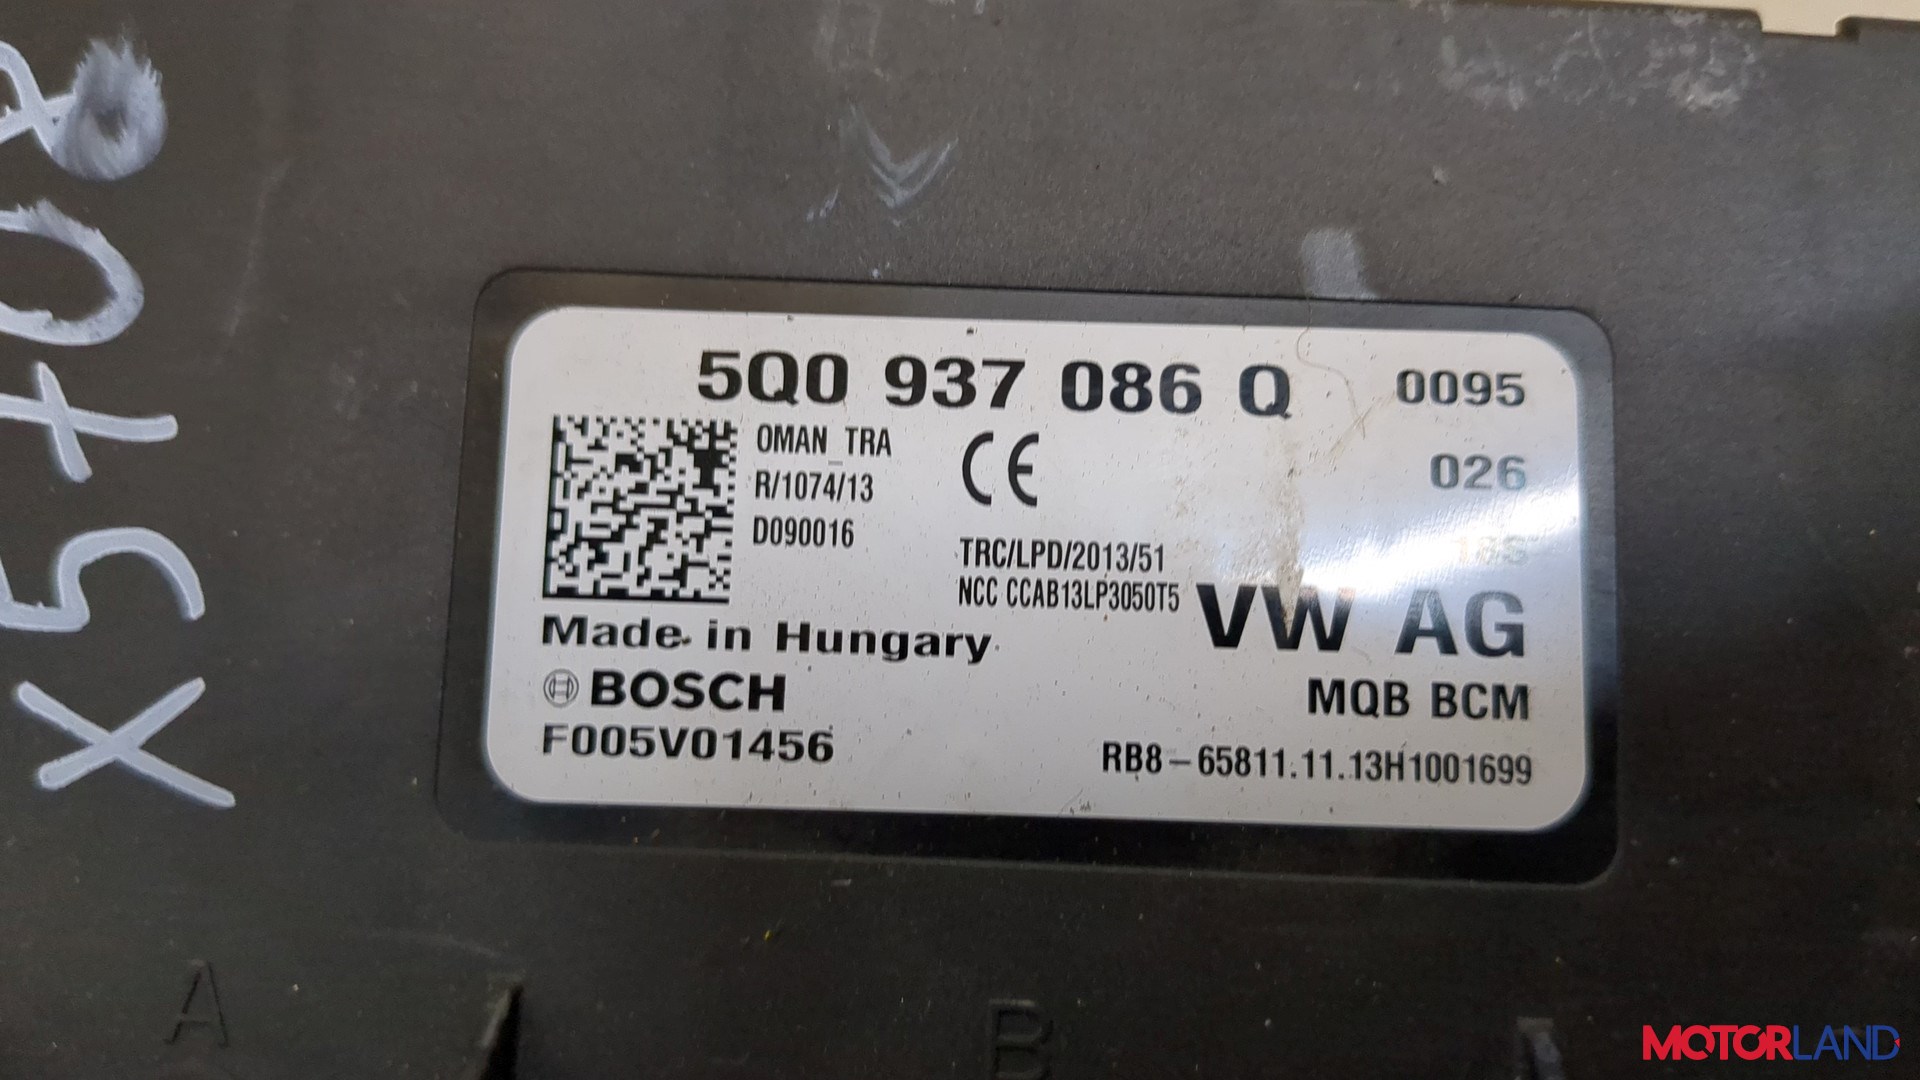 5Q0 937 086 Q 0095
OMAN_TRA CE 026
R/1074/13
D090016
TRC/LPD/2013/51
NCC CCAB13LP3050T5
VW AG
Made in Hungary
BOSCH MQB BCM
F005V01456 RB8-65811.11.13H1001699
X5708
A B
MOTORLAND